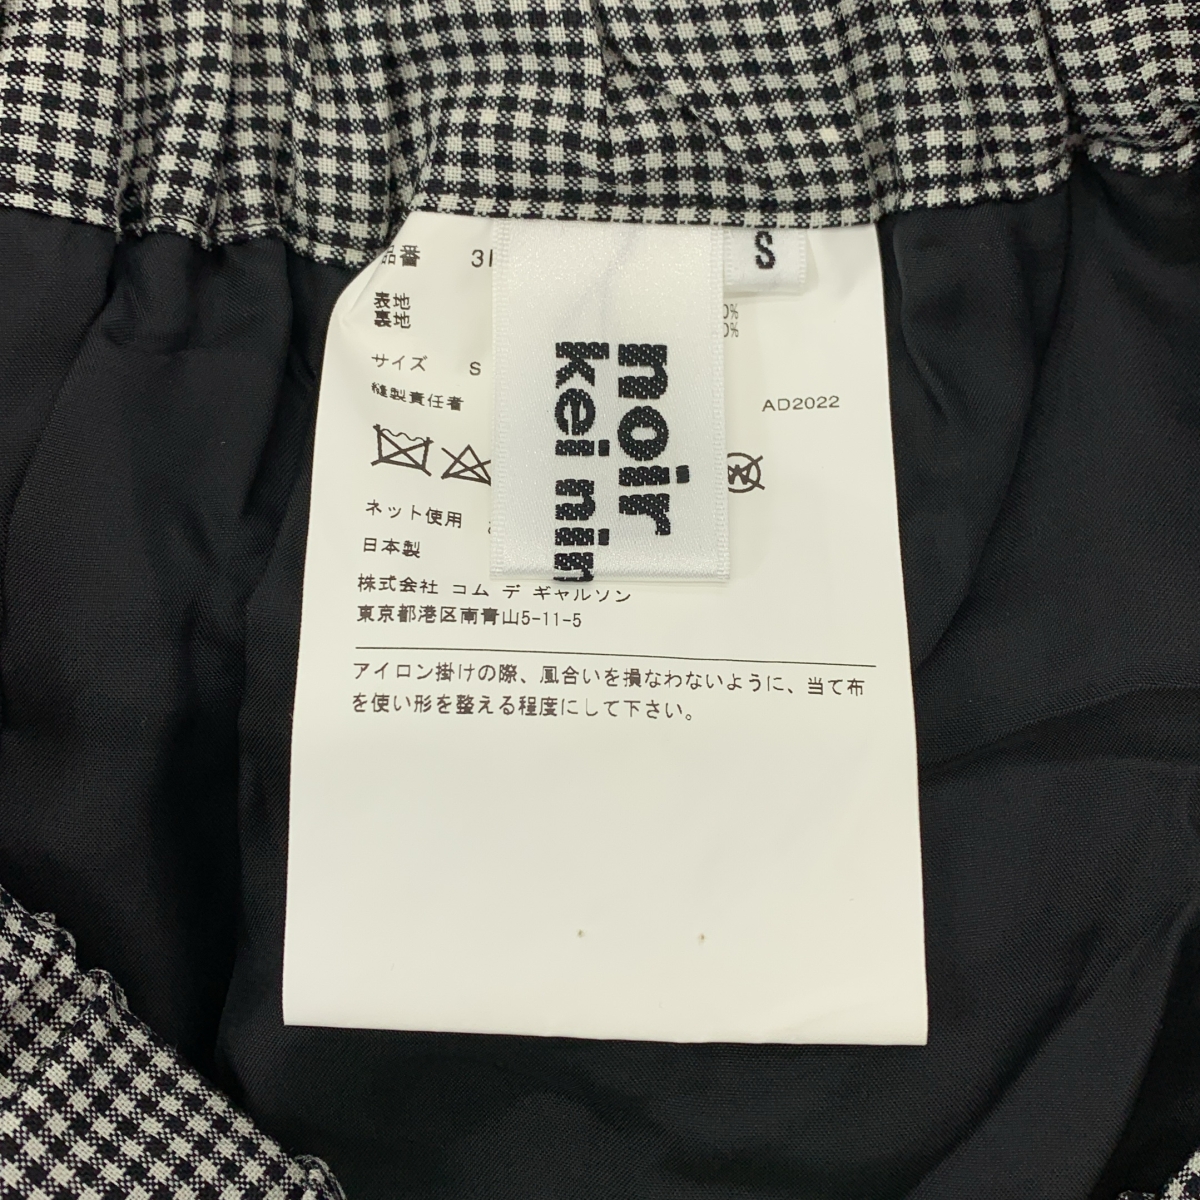 品番 3
表地 0%
裏地 0%
サイズ S
縫製責任者 AD2022
ネット使用
日本製
株式会社 コム デ ギャルソン
東京都港区南青山5-11-5
アイロン掛けの際、風合いを損なわないように、当て布
を使い形を整える程度にして下さい。
noir
kei nin
S